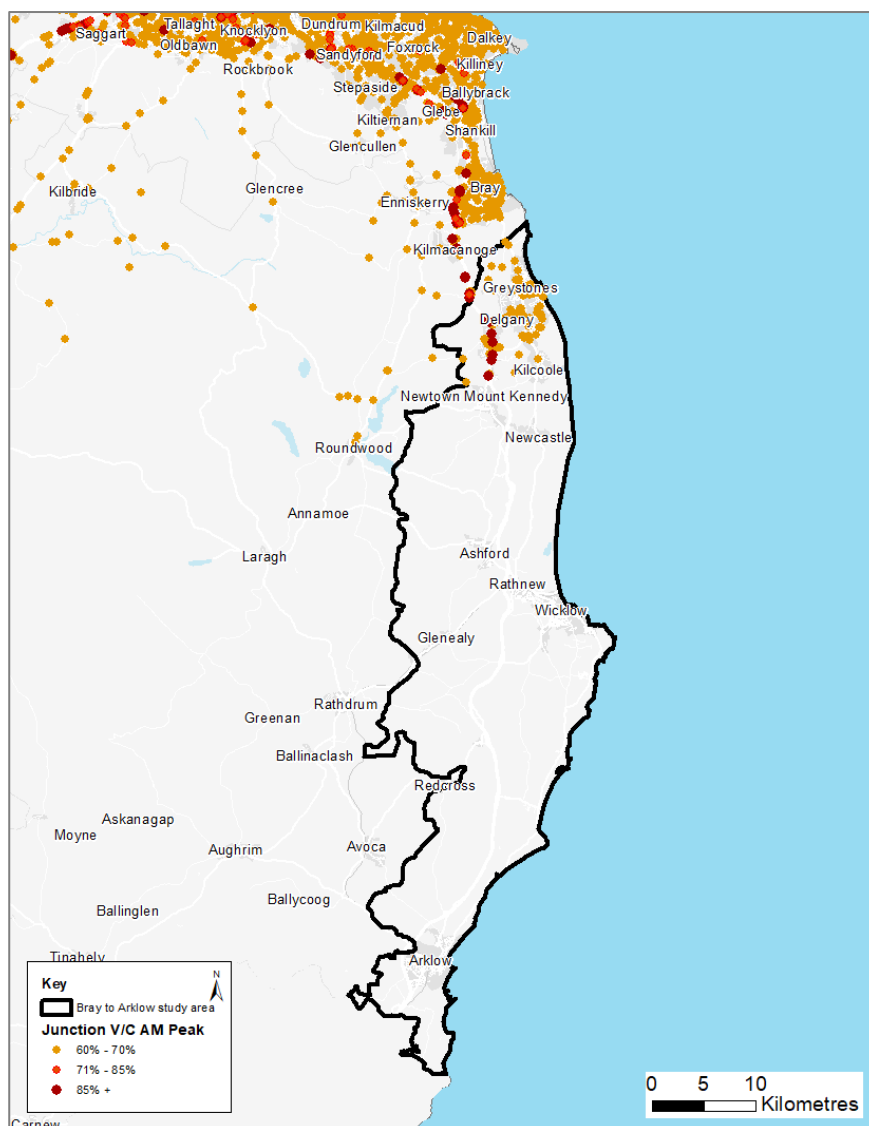 Tallaght
Dundrum
Kilmacud
Saggart
Knocklyon
Dalkey
Oldbawn
Sandyford
Foxrock
Rockbrook
Killiney
Stepaside
Ballybrack
Kiltiernan
Glebe
Shankill
Glencullen
Kilbride
Glencree
Bray
Enniskerry
Kilmacanoge
Greystones
Delgany
Kilcoole
Newtown Mount Kennedy
Newcastle
Roundwood
Annamoe
Laragh
Ashford
Rathnew
Wicklow
Glenealy
Rathdrum
Greenan
Ballinaclash
Redcross
Askanagap
Moyne
Aughrim
Avoca
Ballycoog
Ballinglen
Tinahely
Arklow
Key
N
Bray to Arklow study area
Junction V/C AM Peak
60% - 70%
71% - 85%
85% +
0 5 10
Kilometres
Carnew